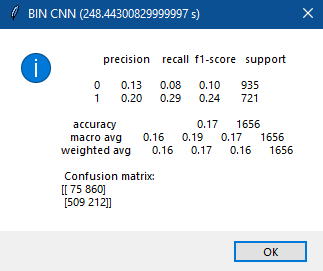 BIN CNN (248.44300829999997 s)
precision recall f1-score support
0 0.13 0.08 0.10 935
1 0.20 0.29 0.24 721
accuracy 0.17 1656
macro avg 0.16 0.19 0.17 1656
weighted avg 0.16 0.17 0.16 1656
Confusion matrix:
[[ 75 860]
[509 212]]
OK